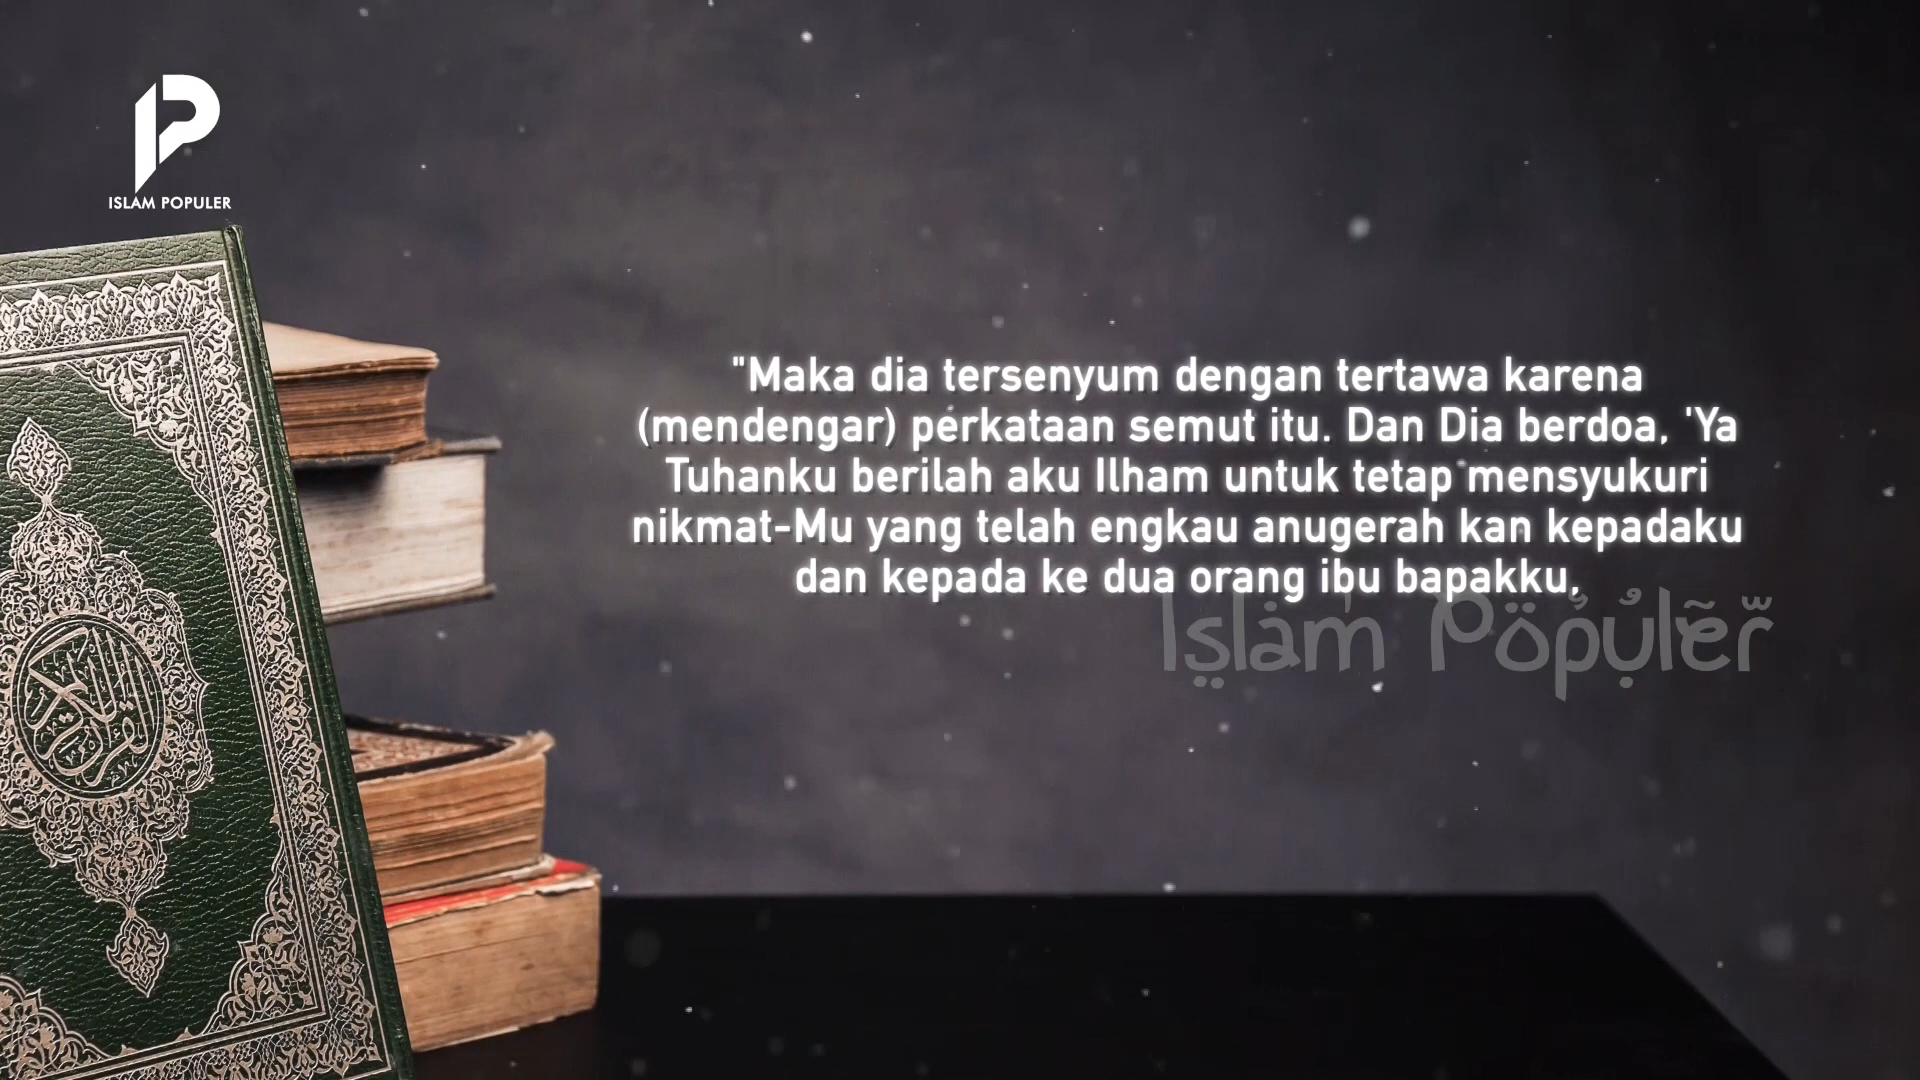 ISLAM POPULER
"Maka dia tersenyum dengan tertawa karena
(mendengar) perkataan semut itu. Dan Dia berdoa, 'Ya
Tuhanku berilah aku Ilham untuk tetap mensyukuri
nikmat-Mu yang telah engkau anugerah kan kepadaku
dan kepada ke dua orang ibu bapakku,
Islam Populer
القرآن الكريم